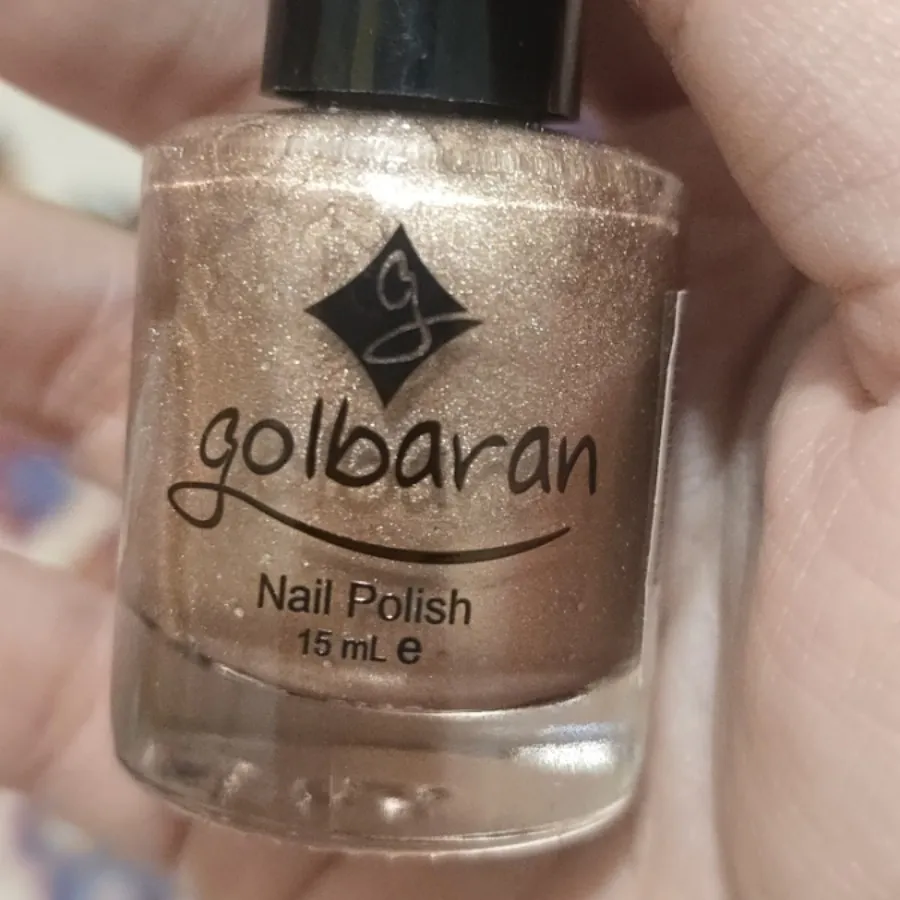 g
golbaran
Nail Polish
15 mL e